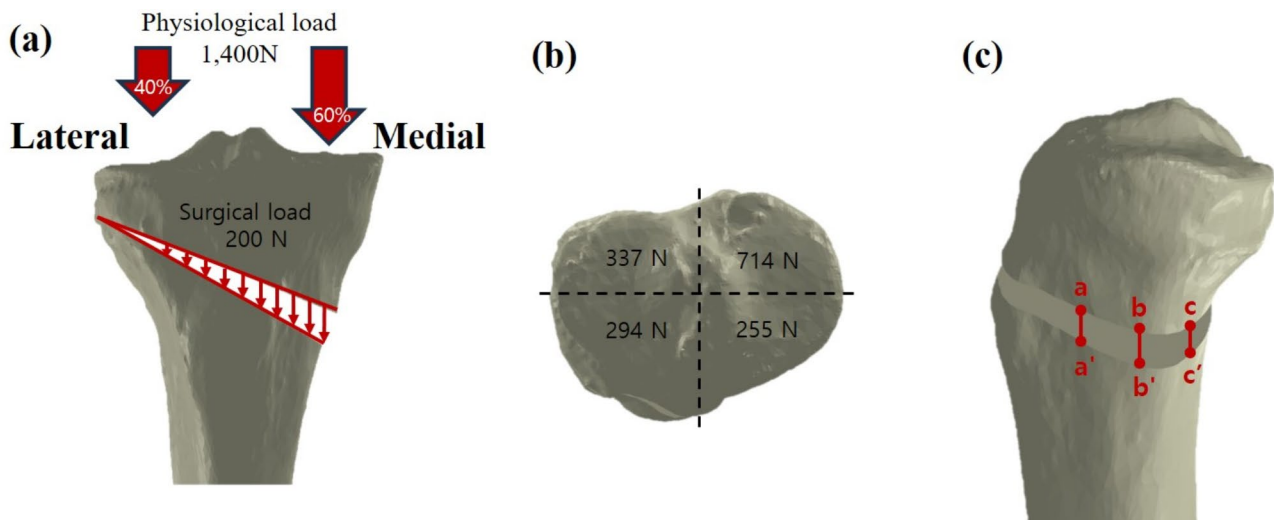 (a)
Physiological load
1,400N
40%
60%
Lateral
Medial
Surgical load
200 N
(b)
337 N
714 N
294 N
255 N
(c)
a
b
c
a'
b'
c'